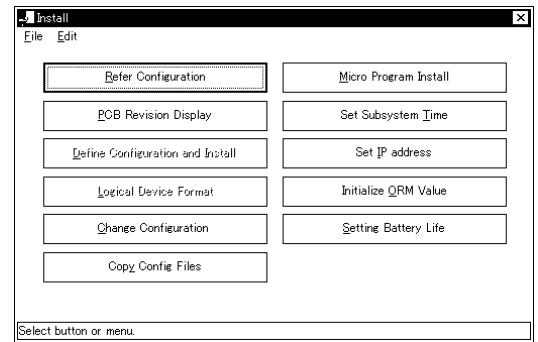 Install
File Edit
Refer Configuration
Micro Program Install
PCB Revision Display
Set Subsystem Time
Define Configuration and Install
Set IP address
Logical Device Format
Initialize ORM Value
Change Configuration
Setting Battery Life
Copy Config Files
Select button or menu.